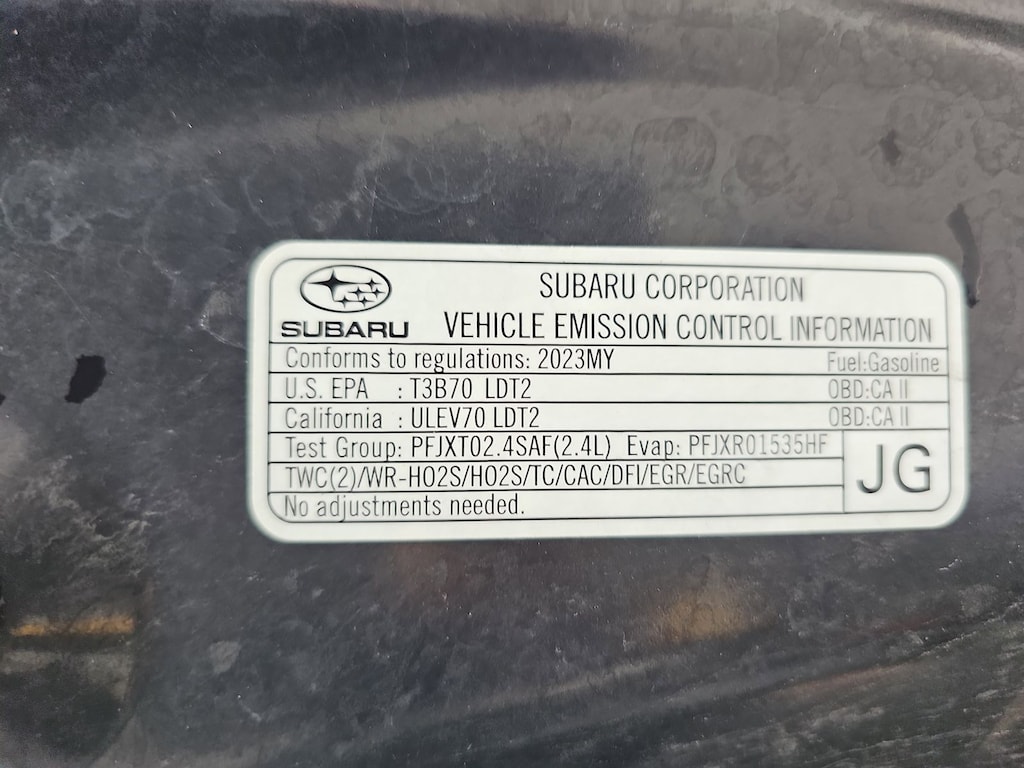 SUBARU CORPORATION
SUBARU VEHICLE EMISSION CONTROL INFORMATION
Conforms to regulations: 2023MY Fuel:Gasoline
U.S. EPA : T3B70 LDT2 OBD:CA II
California : ULEV70 LDT2 OBD:CA II
Test Group: PFJXT02.4SAF(2.4L) Evap: PFJXR01535HF
TWC(2)/WR-HO2S/HO2S/TC/CAC/DFI/EGR/EGRC
JG
No adjustments needed.